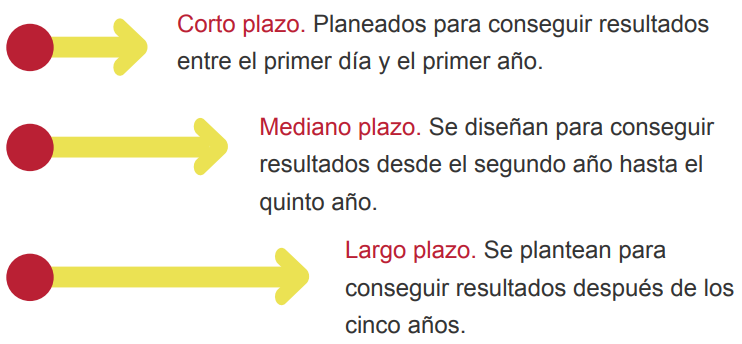 Corto plazo. Planeados para conseguir resultados
entre el primer día y el primer año.
Mediano plazo. Se diseñan para conseguir
resultados desde el segundo año hasta el
quinto año.
Largo plazo. Se plantean para
conseguir resultados después de los
cinco años.